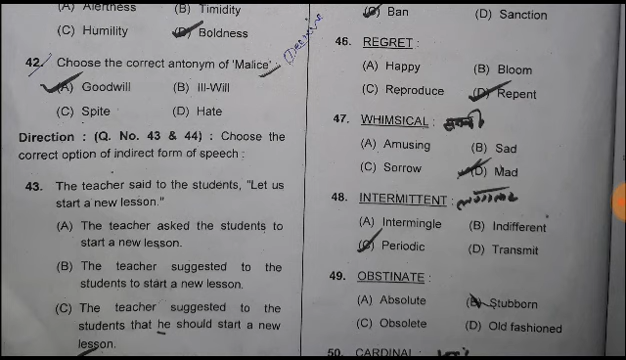 (A) Alertness (B) Timidity
(C) Humility (D) Boldness
42. Choose the correct antonym of 'Malice'.
(A) Goodwill (B) Ill-Will
(C) Spite (D) Hate
Direction : (Q. No. 43 & 44) : Choose the
correct option of indirect form of speech :
43. The teacher said to the students, "Let us
start a new lesson."
(A) The teacher asked the students to
start a new lesson.
(B) The teacher suggested to the
students to start a new lesson.
(C) The teacher suggested to the
students that he should start a new
lesson.
(C) Ban (D) Sanction
46. REGRET :
(A) Happy (B) Bloom
(C) Reproduce (D) Repent
47. WHIMSICAL :
(A) Amusing (B) Sad
(C) Sorrow (D) Mad
48. INTERMITTENT :
(A) Intermingle (B) Indifferent
(C) Periodic (D) Transmit
49. OBSTINATE :
(A) Absolute (B) Stubborn
(C) Obsolete (D) Old fashioned
50. CARDINAL :